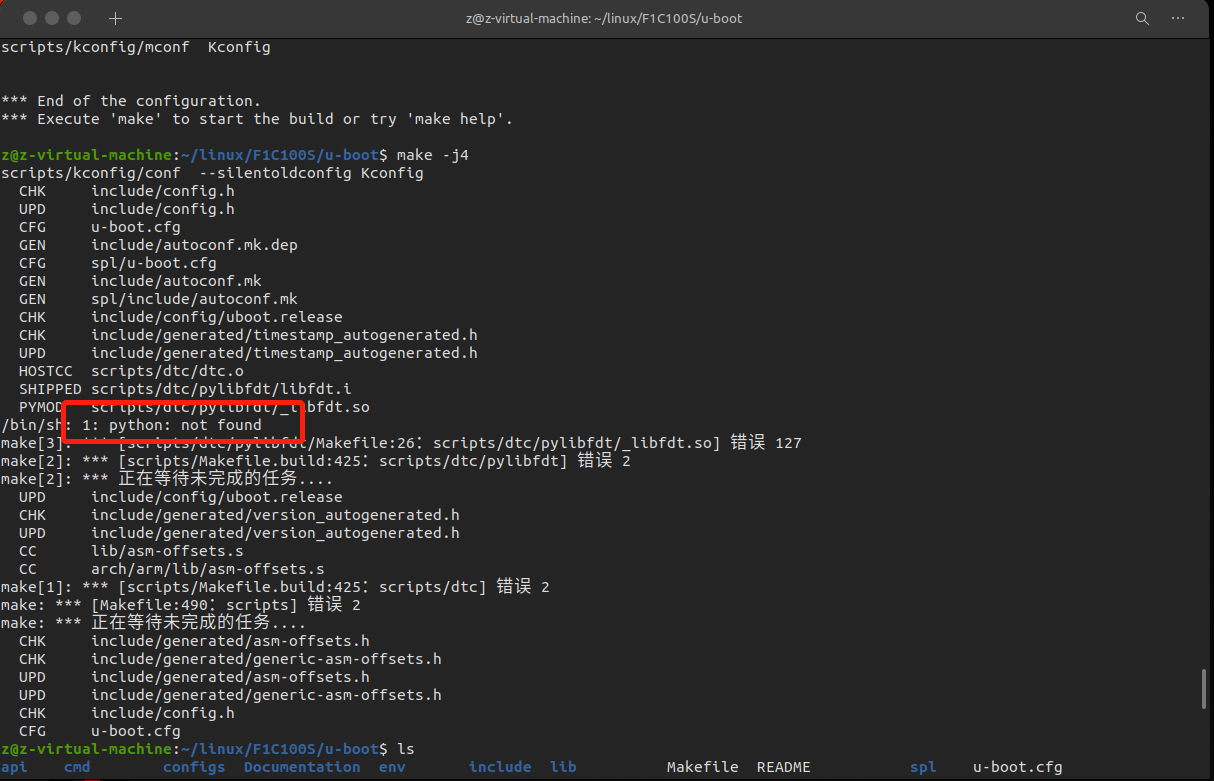 z@z-virtual-machine: ~/linux/F1C100S/u-boot
scripts/kconfig/mconf  Kconfig
*** End of the configuration.
*** Execute 'make' to start the build or try 'make help'.
z@z-virtual-machine:~/linux/F1C100S/u-boot$ make -j4
scripts/kconfig/conf  --silentoldconfig Kconfig
  CHK     include/config.h
  UPD     include/config.h
  CFG     u-boot.cfg
  GEN     include/autoconf.mk.dep
  CFG     spl/u-boot.cfg
  GEN     include/autoconf.mk
  GEN     spl/include/autoconf.mk
  CHK     include/config/uboot.release
  CHK     include/generated/timestamp_autogenerated.h
  UPD     include/generated/timestamp_autogenerated.h
  HOSTCC  scripts/dtc/dtc.o
  SHIPPED scripts/dtc/pylibfdt/libfdt.i
  PYMOD   scripts/dtc/pylibfdt/_libfdt.so
/bin/sh: 1: python: not found
make[3]: *** [scripts/dtc/pylibfdt/Makefile:26：scripts/dtc/pylibfdt/_libfdt.so] 错误 127
make[2]: *** [scripts/Makefile.build:425：scripts/dtc/pylibfdt] 错误 2
make[2]: *** 正在等待未完成的任务....
  UPD     include/config/uboot.release
  CHK     include/generated/version_autogenerated.h
  UPD     include/generated/version_autogenerated.h
  CC      lib/asm-offsets.s
  CC      arch/arm/lib/asm-offsets.s
make[1]: *** [scripts/Makefile.build:425：scripts/dtc] 错误 2
make: *** [Makefile:490：scripts] 错误 2
make: *** 正在等待未完成的任务....
  CHK     include/generated/asm-offsets.h
  CHK     include/generated/generic-asm-offsets.h
  UPD     include/generated/asm-offsets.h
  UPD     include/generated/generic-asm-offsets.h
  CHK     include/config.h
  CFG     u-boot.cfg
z@z-virtual-machine:~/linux/F1C100S/u-boot$ ls
api    cmd     configs  Documentation  env       include  lib          Makefile  README           spl    u-boot.cfg